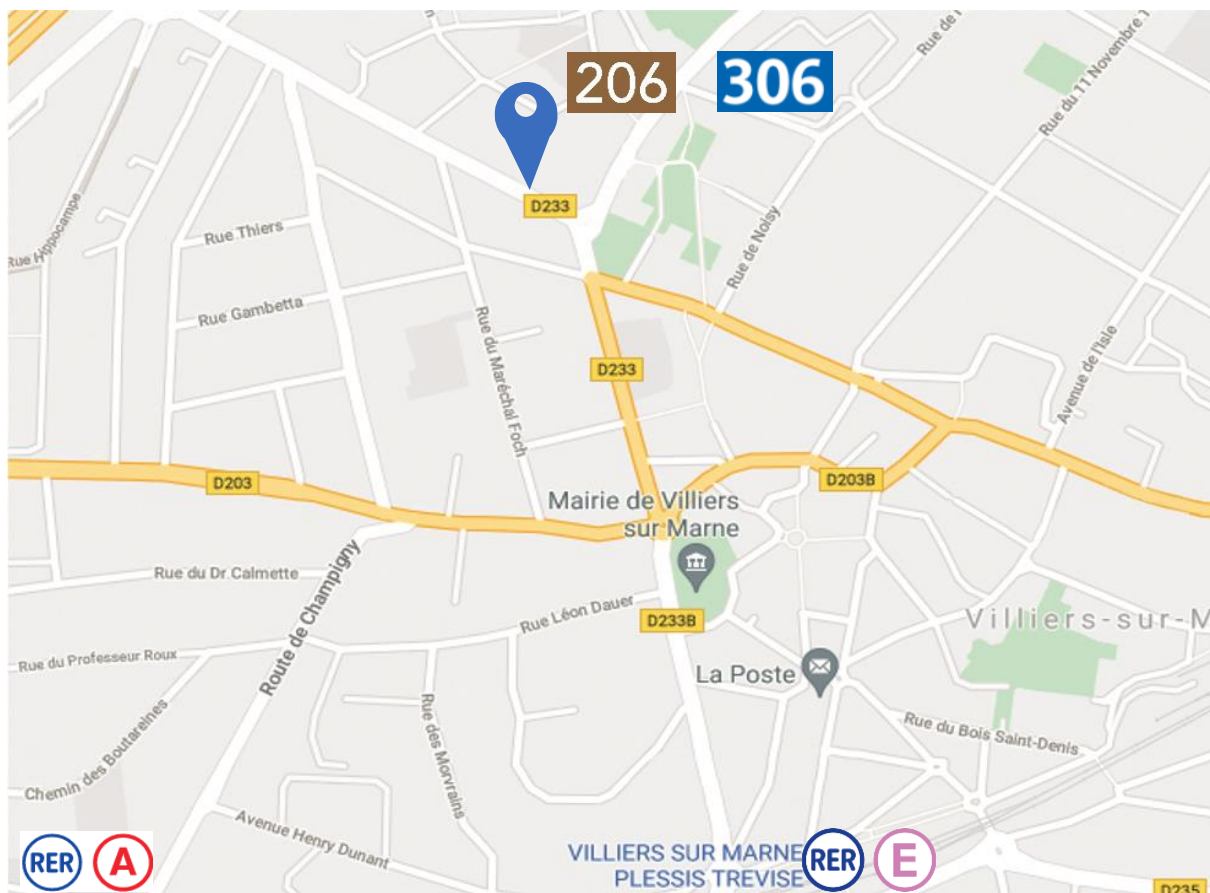 206
306
Rue de
Rue du 11 Novembre 1
D233
Rue Hippocampe
Rue Thiers
Rue de Noisy
Rue Gambetta
Rue du Maréchal Foch
D233
Avenue de l'Isle
D203
D203B
Mairie de Villiers
sur Marne
Route de Champigny
Rue du Dr Calmette
Rue Léon Dauer
D233B
Villiers-sur-M
Rue du Professeur Roux
La Poste
Rue des Morvrains
Rue du Bois Saint-Denis
Chemin des Boutareines
Avenue Henry Dunant
RER A
VILLIERS SUR MARNE
PLESSIS TREVISE
RER E
D235